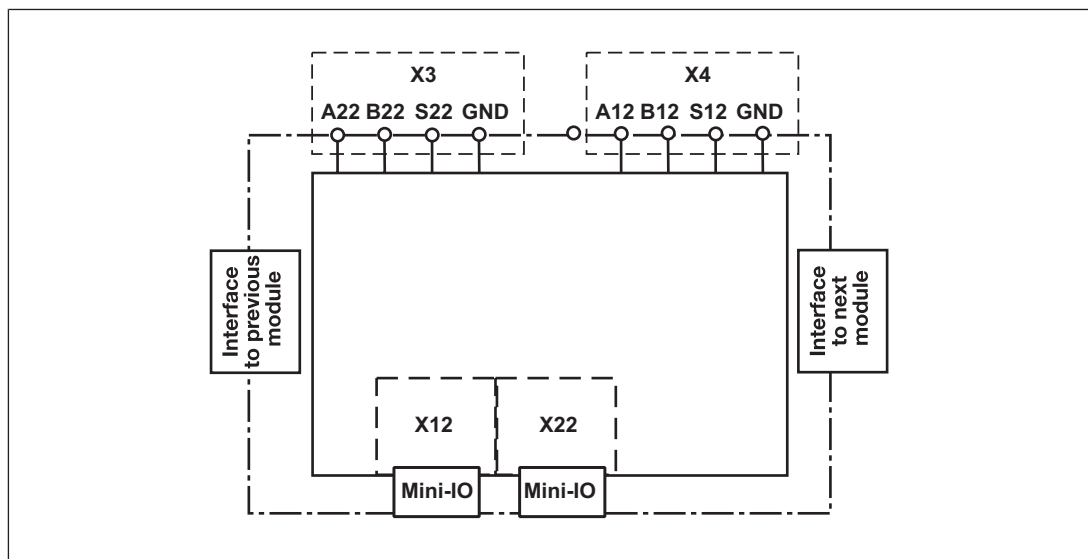 X3 X4
A22 B22 S22 GND A12 B12 S12 GND
Interface
to previous
module
Interface
to next
module
X12 X22
Mini-IO Mini-IO